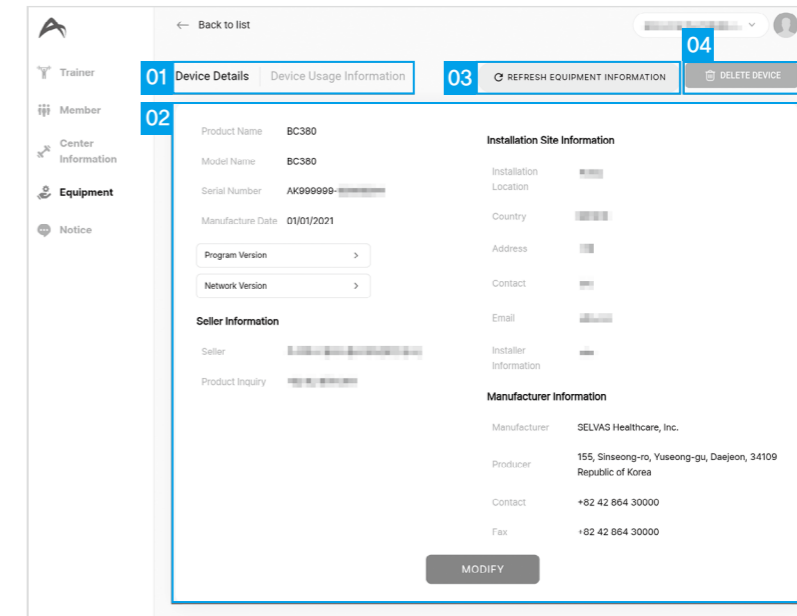 Back to list
04
Trainer
01
Device Details
Device Usage Information
03
REFRESH EQUIPMENT INFORMATION
DELETE DEVICE
Member
02
Center
Information
Equipment
Notice
Product Name
BC380
Model Name
BC380
Serial Number
AK999999-
Manufacture Date
01/01/2021
Program Version
Network Version
Seller Information
Seller
Product Inquiry
Installation Site Information
Installation
Location
Country
Address
Contact
Email
Installer
Information
Manufacturer Information
Manufacturer
SELVAS Healthcare, Inc.
Producer
155, Sinseong-ro, Yuseong-gu, Daejeon, 34109
Republic of Korea
Contact
+82 42 864 30000
Fax
+82 42 864 30000
MODIFY